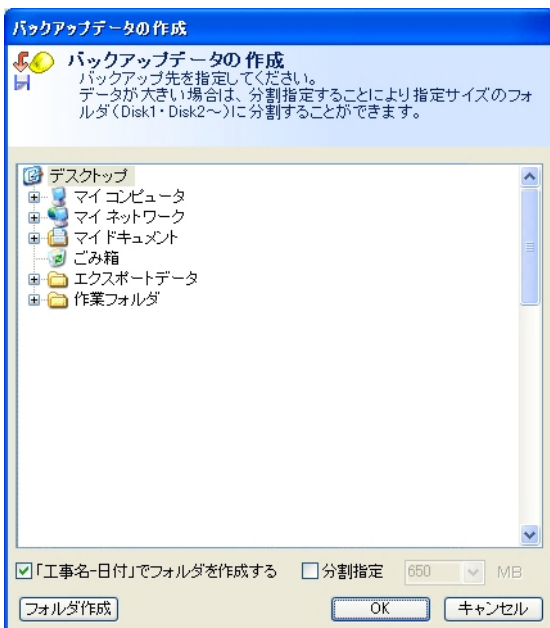 バックアップデータの作成
バックアップデータの作成
バックアップ先を指定してください。
データが大きい場合は、分割指定することにより指定サイズのフォ
ルダ(Disk1・Disk2～)に分割することができます。
デスクトップ
マイ コンピュータ
マイ ネットワーク
マイ ドキュメント
ごみ箱
エクスポートデータ
作業フォルダ
「工事名-日付」でフォルダを作成する 分割指定 650 MB
フォルダ作成 OK キャンセル